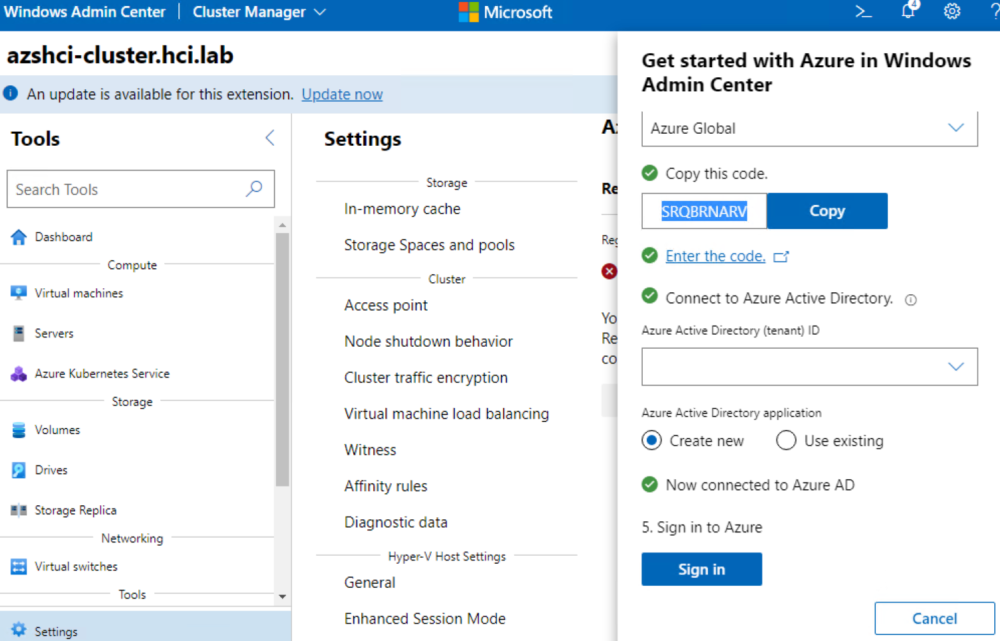 Windows Admin Center | Cluster Manager
Microsoft
4
azshci-cluster.hci.lab
An update is available for this extension. Update now
Tools
Search Tools
Dashboard
Compute
Virtual machines
Servers
Azure Kubernetes Service
Storage
Volumes
Drives
Storage Replica
Networking
Virtual switches
Tools
Settings
Settings
Storage
In-memory cache
Storage Spaces and pools
Cluster
Access point
Node shutdown behavior
Cluster traffic encryption
Virtual machine load balancing
Witness
Affinity rules
Diagnostic data
Hyper-V Host Settings
General
Enhanced Session Mode
Get started with Azure in Windows
Admin Center
Azure Global
Copy this code.
SRQBRNARV
Copy
Enter the code.
Connect to Azure Active Directory.
Azure Active Directory (tenant) ID
Azure Active Directory application
Create new
Use existing
Now connected to Azure AD
5. Sign in to Azure
Sign in
Cancel